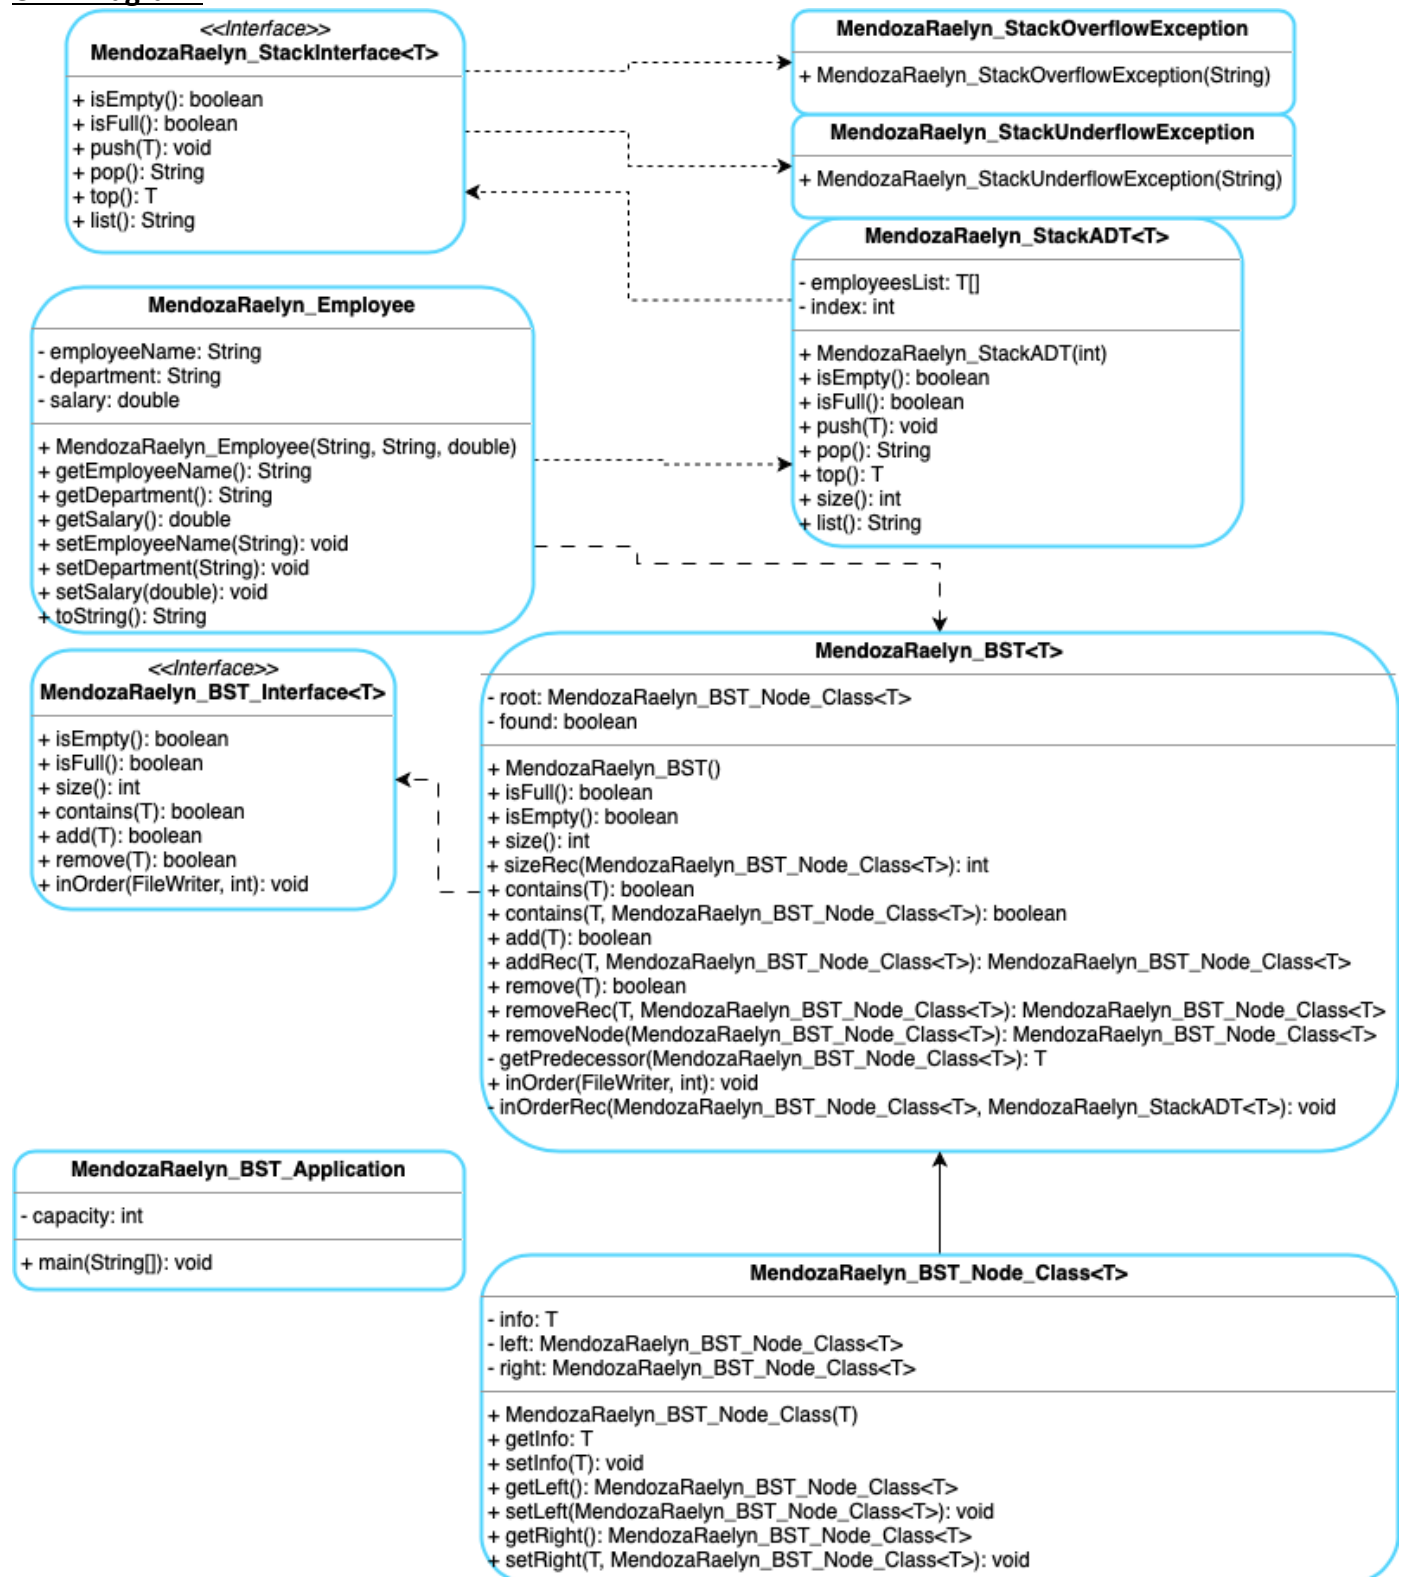 <<Interface>>
MendozaRaelyn_StackInterface<T>
+ isEmpty(): boolean
+ isFull(): boolean
+ push(T): void
+ pop(): String
+ top(): T
+ list(): String
MendozaRaelyn_StackOverflowException
+ MendozaRaelyn_StackOverflowException(String)
MendozaRaelyn_StackUnderflowException
+ MendozaRaelyn_StackUnderflowException(String)
MendozaRaelyn_StackADT<T>
- employeesList: T[]
- index: int
+ MendozaRaelyn_StackADT(int)
+ isEmpty(): boolean
+ isFull(): boolean
+ push(T): void
+ pop(): String
+ top(): T
+ size(): int
+ list(): String
MendozaRaelyn_Employee
- employeeName: String
- department: String
- salary: double
+ MendozaRaelyn_Employee(String, String, double)
+ getEmployeeName(): String
+ getDepartment(): String
+ getSalary(): double
+ setEmployeeName(String): void
+ setDepartment(String): void
+ setSalary(double): void
+ toString(): String
<<Interface>>
MendozaRaelyn_BST_Interface<T>
+ isEmpty(): boolean
+ isFull(): boolean
+ size(): int
+ contains(T): boolean
+ add(T): boolean
+ remove(T): boolean
+ inOrder(FileWriter, int): void
MendozaRaelyn_BST<T>
- root: MendozaRaelyn_BST_Node_Class<T>
- found: boolean
+ MendozaRaelyn_BST()
+ isFull(): boolean
+ isEmpty(): boolean
+ size(): int
+ sizeRec(MendozaRaelyn_BST_Node_Class<T>): int
+ contains(T): boolean
+ contains(T, MendozaRaelyn_BST_Node_Class<T>): boolean
+ add(T): boolean
+ addRec(T, MendozaRaelyn_BST_Node_Class<T>): MendozaRaelyn_BST_Node_Class<T>
+ remove(T): boolean
+ removeRec(T, MendozaRaelyn_BST_Node_Class<T>): MendozaRaelyn_BST_Node_Class<T>
+ removeNode(MendozaRaelyn_BST_Node_Class<T>): MendozaRaelyn_BST_Node_Class<T>
- getPredecessor(MendozaRaelyn_BST_Node_Class<T>): T
+ inOrder(FileWriter, int): void
- inOrderRec(MendozaRaelyn_BST_Node_Class<T>, MendozaRaelyn_StackADT<T>): void
MendozaRaelyn_BST_Application
- capacity: int
+ main(String[]): void
MendozaRaelyn_BST_Node_Class<T>
- info: T
- left: MendozaRaelyn_BST_Node_Class<T>
- right: MendozaRaelyn_BST_Node_Class<T>
+ MendozaRaelyn_BST_Node_Class(T)
+ getInfo: T
+ setInfo(T): void
+ getLeft(): MendozaRaelyn_BST_Node_Class<T>
+ setLeft(MendozaRaelyn_BST_Node_Class<T>): void
+ getRight(): MendozaRaelyn_BST_Node_Class<T>
+ setRight(T, MendozaRaelyn_BST_Node_Class<T>): void